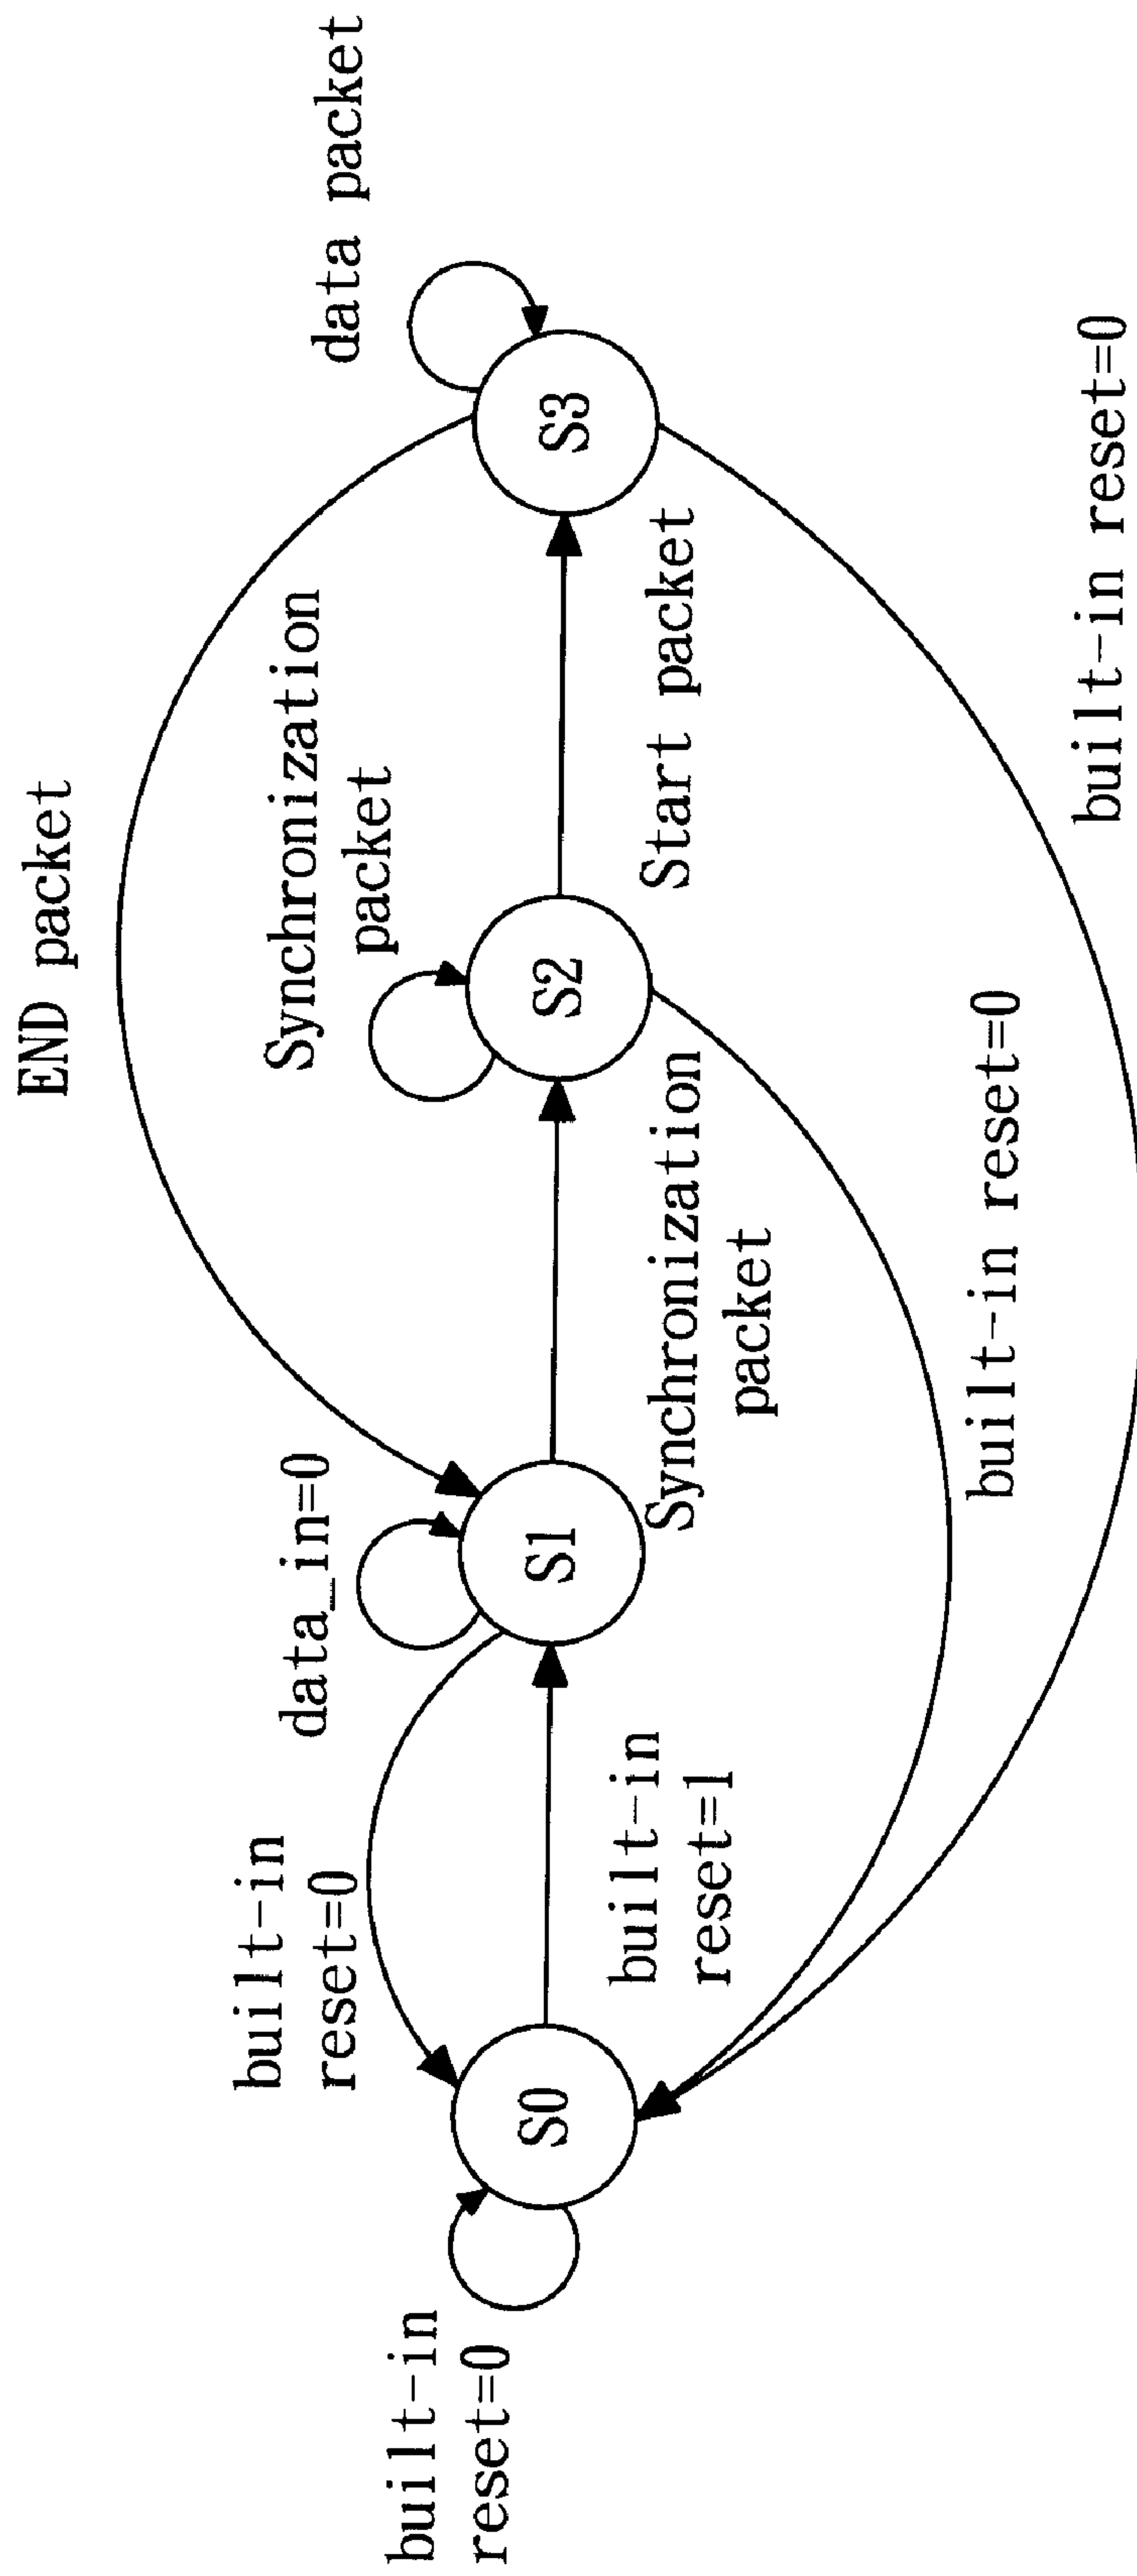 END packet
Synchronization
packet
data packet
data_in=0
built-in
reset=0
built-in
reset=0
S0
S1
S2
S3
built-in
reset=1
Synchronization
packet
Start packet
built-in reset=0
built-in reset=0